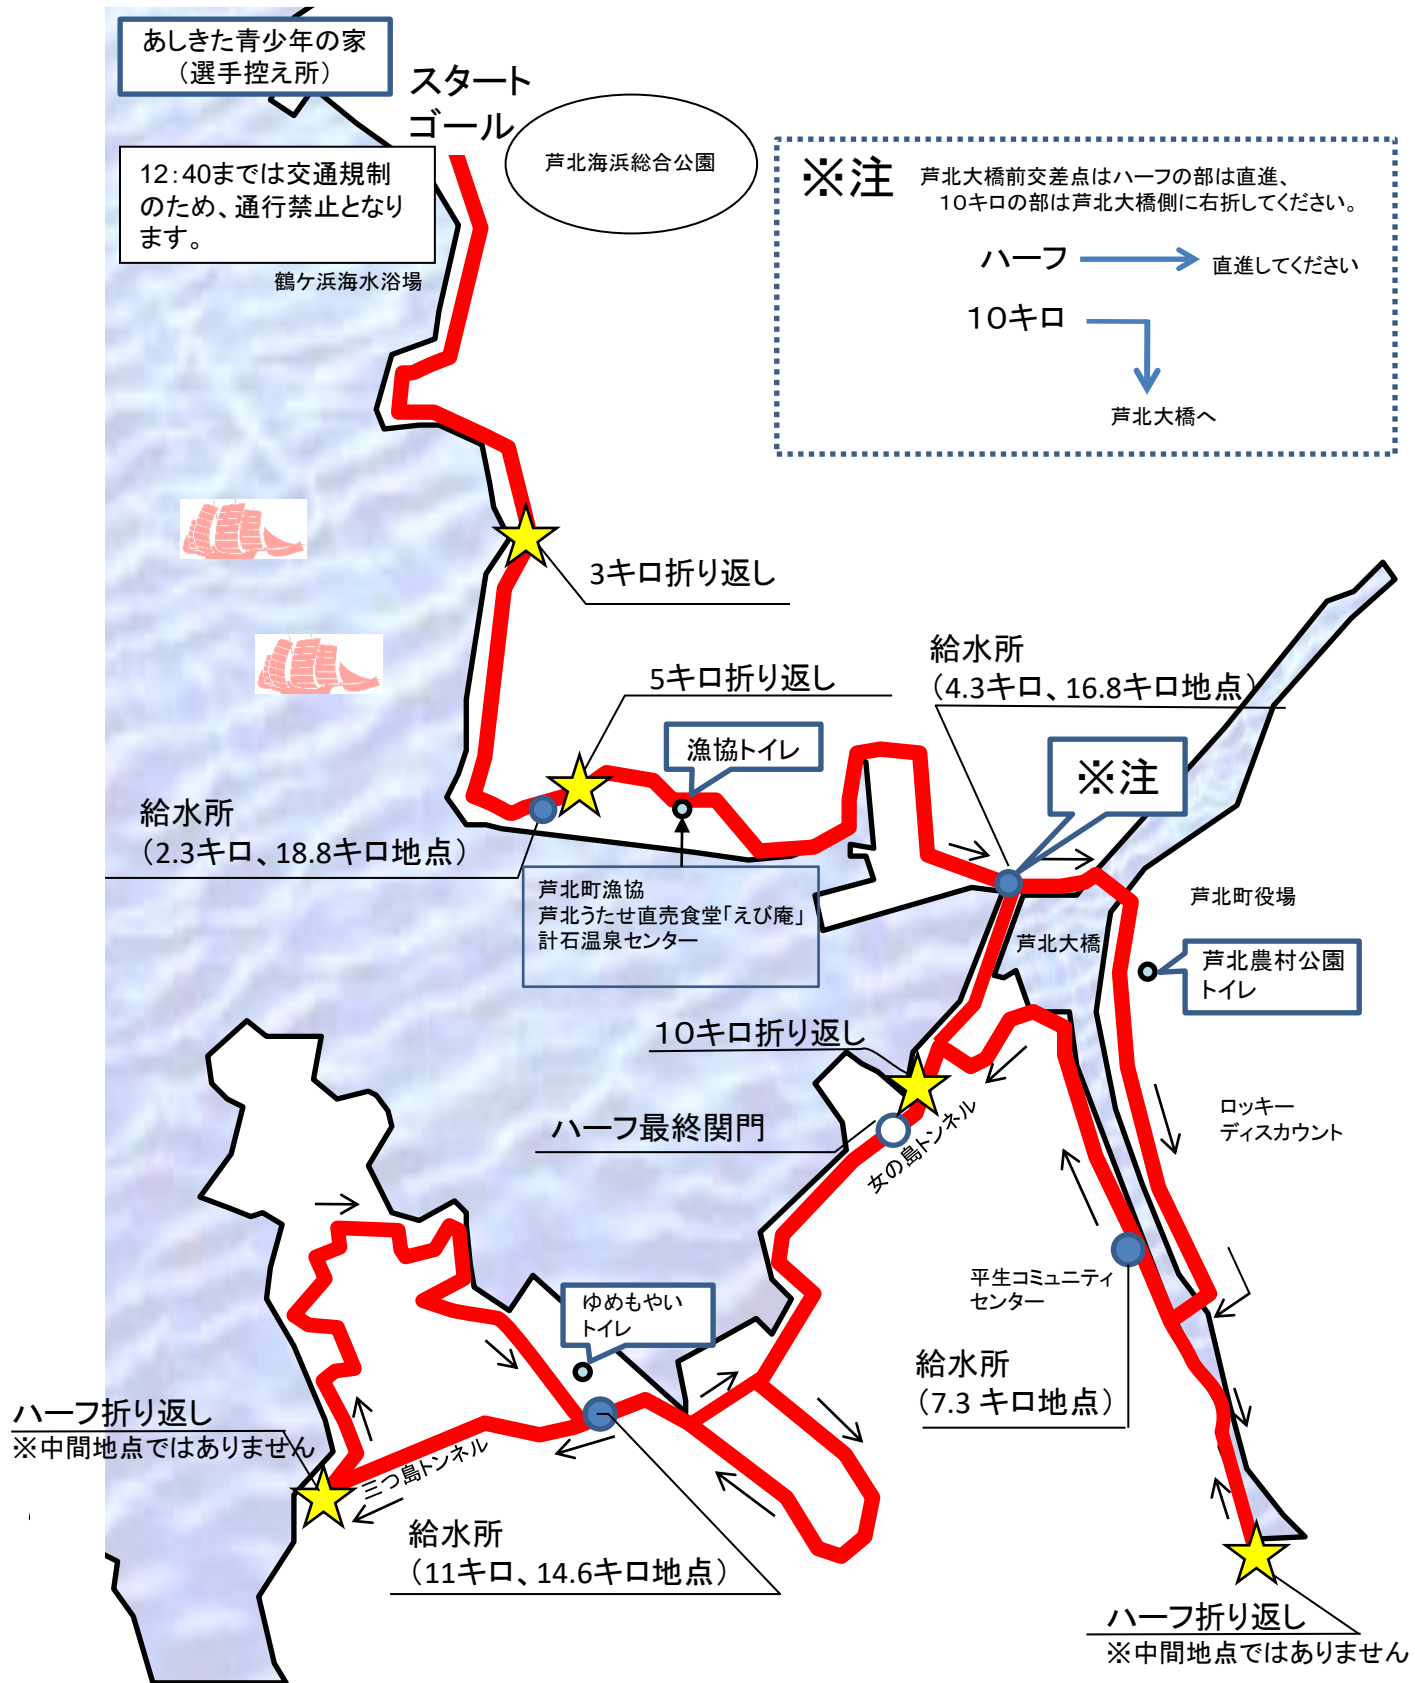 あしきた青少年の家
（選手控え所）
スタート
ゴール
芦北海浜総合公園
12：40までは交通規制
のため、通行禁止となり
ます。
鶴ケ浜海水浴場
※注
芦北大橋前交差点はハーフの部は直進、
10キロの部は芦北大橋側に右折してください。
ハーフ
直進してください
10キロ
芦北大橋へ
3キロ折り返し
5キロ折り返し
給水所
（4.3キロ、16.8キロ地点）
漁協トイレ
※注
給水所
（2.3キロ、18.8キロ地点）
芦北町漁協
芦北うたせ直売食堂「えび庵」
計石温泉センター
芦北町役場
芦北大橋
芦北農村公園
トイレ
10キロ折り返し
ハーフ最終関門
女の島トンネル
ロッキー
ディスカウント
平生コミュニティ
センター
ゆめもやい
トイレ
給水所
（7.3 キロ地点）
ハーフ折り返し
※中間地点ではありません
三つ島トンネル
給水所
（11キロ、14.6キロ地点）
ハーフ折り返し
※中間地点ではありません